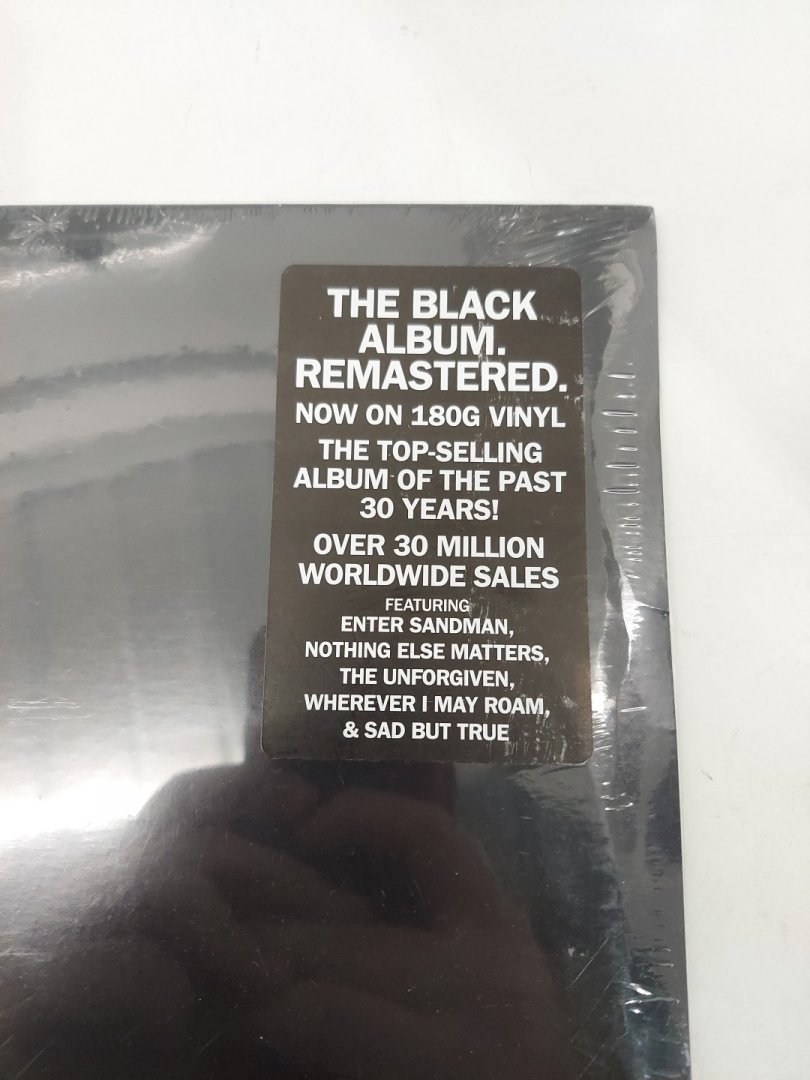 THE BLACK
ALBUM.
REMASTERED.
NOW ON 180G VINYL
THE TOP-SELLING
ALBUM OF THE PAST
30 YEARS!
OVER 30 MILLION
WORLDWIDE SALES
FEATURING
ENTER SANDMAN,
NOTHING ELSE MATTERS,
THE UNFORGIVEN,
WHEREVER I MAY ROAM,
& SAD BUT TRUE